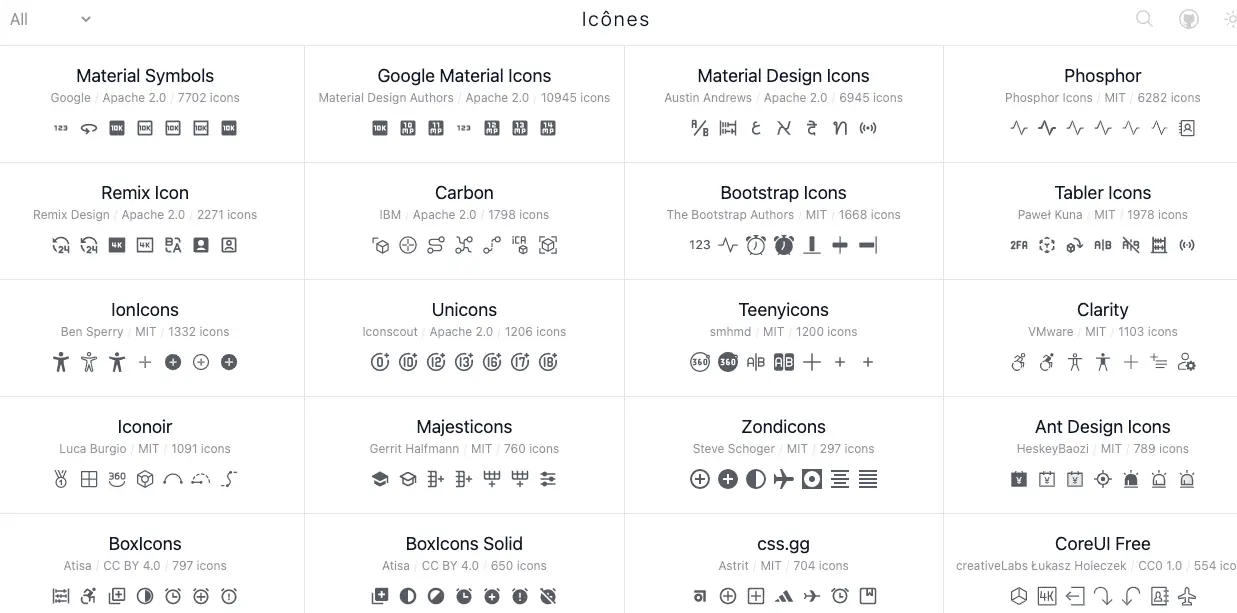 All
Icônes
Material Symbols
Google / Apache 2.0 / 7702 icons
Google Material Icons
Material Design Authors / Apache 2.0 / 10945 icons
Material Design Icons
Austin Andrews / Apache 2.0 / 6945 icons
Phosphor
Phosphor Icons / MIT / 6282 icons
Remix Icon
Remix Design / Apache 2.0 / 2271 icons
Carbon
IBM / Apache 2.0 / 1798 icons
Bootstrap Icons
The Bootstrap Authors / MIT / 1668 icons
Tabler Icons
Paweł Kuna / MIT / 1978 icons
IonIcons
Ben Sperry / MIT / 1332 icons
Unicons
Iconscout / Apache 2.0 / 1206 icons
Teenyicons
smhmd / MIT / 1200 icons
Clarity
VMware / MIT / 1103 icons
Iconoir
Luca Burgio / MIT / 1091 icons
Majesticons
Gerrit Halfmann / MIT / 760 icons
Zondicons
Steve Schoger / MIT / 297 icons
Ant Design Icons
HeskeyBaozi / MIT / 789 icons
BoxIcons
Atisa / CC BY 4.0 / 797 icons
BoxIcons Solid
Atisa / CC BY 4.0 / 650 icons
css.gg
Astrit / MIT / 704 icons
CoreUI Free
creativeLabs Łukasz Holeczek / CC0 1.0 / 554 ico